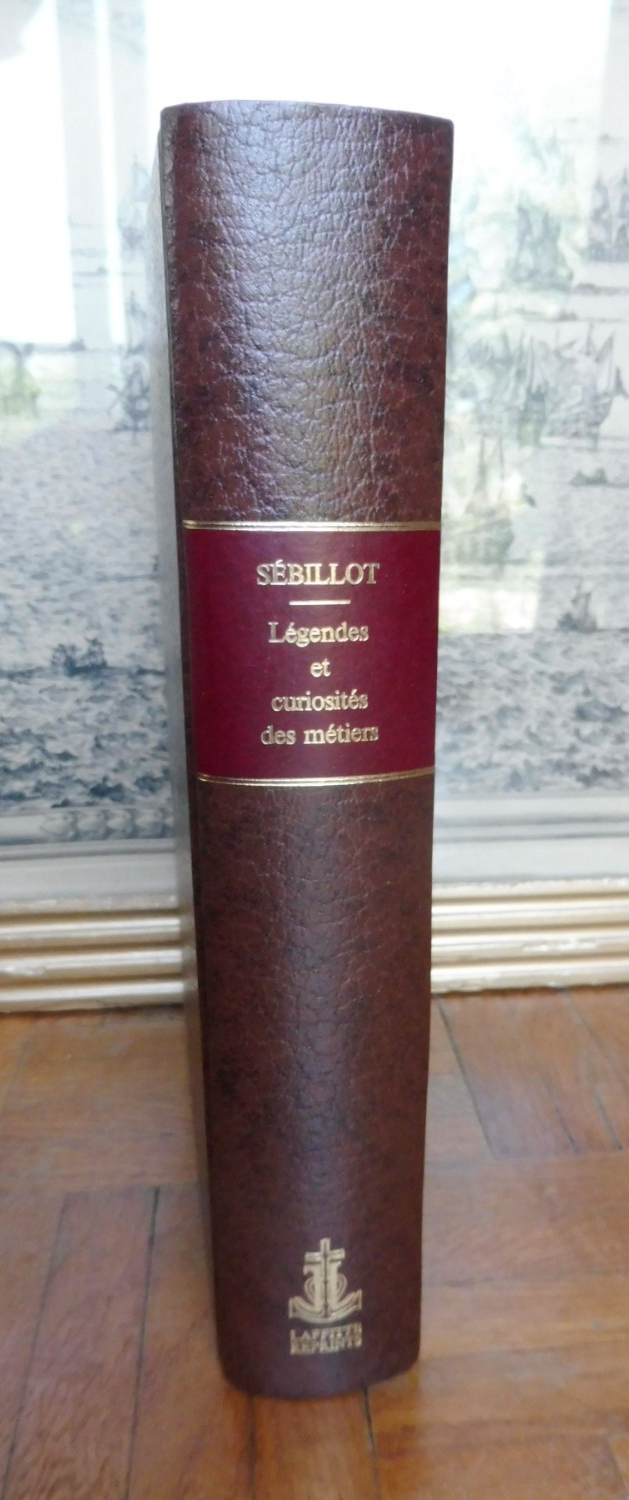 SÉBILLOT
Légendes
et
curiosités
des métiers
LAFFITTE
REPRINTS